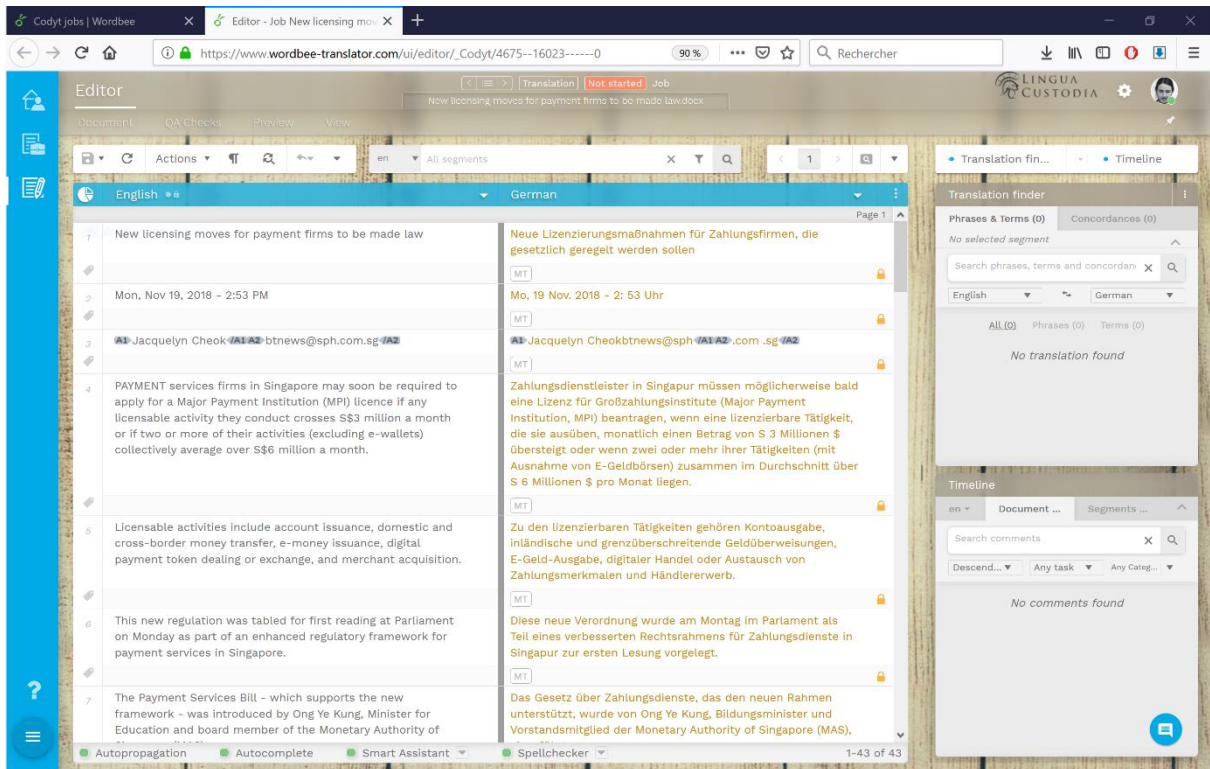 Codyt jobs | Wordbee
Editor - Job New licensing mov
https://www.wordbee-translator.com/ui/editor/_Codyt/4675--16023------0
90 %
Rechercher
Editor
Translation Not started Job
New licensing moves for payment firms to be made law.docx
LINGUA
CUSTODIA
Document QA Checks Preview View
Actions
en All segments
1
Translation fin...
Timeline
English
German
Page 1
1
New licensing moves for payment firms to be made law
Neue Lizenzierungsmaßnahmen für Zahlungsfirmen, die
gesetzlich geregelt werden sollen
MT
2
Mon, Nov 19, 2018 - 2:53 PM
Mo, 19 Nov. 2018 - 2: 53 Uhr
MT
3
A1 Jacquelyn Cheok /A1 A2 btnews@sph.com.sg /A2
A1 Jacquelyn Cheokbtnews@sph /A1 A2 .com .sg /A2
MT
4
PAYMENT services firms in Singapore may soon be required to
apply for a Major Payment Institution (MPI) licence if any
licensable activity they conduct crosses S$3 million a month
or if two or more of their activities (excluding e-wallets)
collectively average over S$6 million a month.
Zahlungsdienstleister in Singapur müssen möglicherweise bald
eine Lizenz für Großzahlungsinstitute (Major Payment
Institution, MPI) beantragen, wenn eine lizenzierbare Tätigkeit,
die sie ausüben, monatlich einen Betrag von S 3 Millionen $
übersteigt oder wenn zwei oder mehr ihrer Tätigkeiten (mit
Ausnahme von E-Geldbörsen) zusammen im Durchschnitt über
S 6 Millionen $ pro Monat liegen.
MT
5
Licensable activities include account issuance, domestic and
cross-border money transfer, e-money issuance, digital
payment token dealing or exchange, and merchant acquisition.
Zu den lizenzierbaren Tätigkeiten gehören Kontoausgabe,
inländische und grenzüberschreitende Geldüberweisungen,
E-Geld-Ausgabe, digitaler Handel oder Austausch von
Zahlungsmerkmalen und Händlererwerb.
MT
6
This new regulation was tabled for first reading at Parliament
on Monday as part of an enhanced regulatory framework for
payment services in Singapore.
Diese neue Verordnung wurde am Montag im Parlament als
Teil eines verbesserten Rechtsrahmens für Zahlungsdienste in
Singapur zur ersten Lesung vorgelegt.
MT
7
The Payment Services Bill - which supports the new
framework - was introduced by Ong Ye Kung, Minister for
Education and board member of the Monetary Authority of
Das Gesetz über Zahlungsdienste, das den neuen Rahmen
unterstützt, wurde von Ong Ye Kung, Bildungsminister und
Vorstandsmitglied der Monetary Authority of Singapore (MAS),
Autopropagation
Autocomplete
Smart Assistant
Spellchecker
1-43 of 43
Translation finder
Phrases & Terms (0) Concordances (0)
No selected segment
Search phrases, terms and concordan
English German
All (0) Phrases (0) Terms (0)
No translation found
Timeline
en Document ... Segments ...
Search comments
Descend... Any task Any Categ...
No comments found